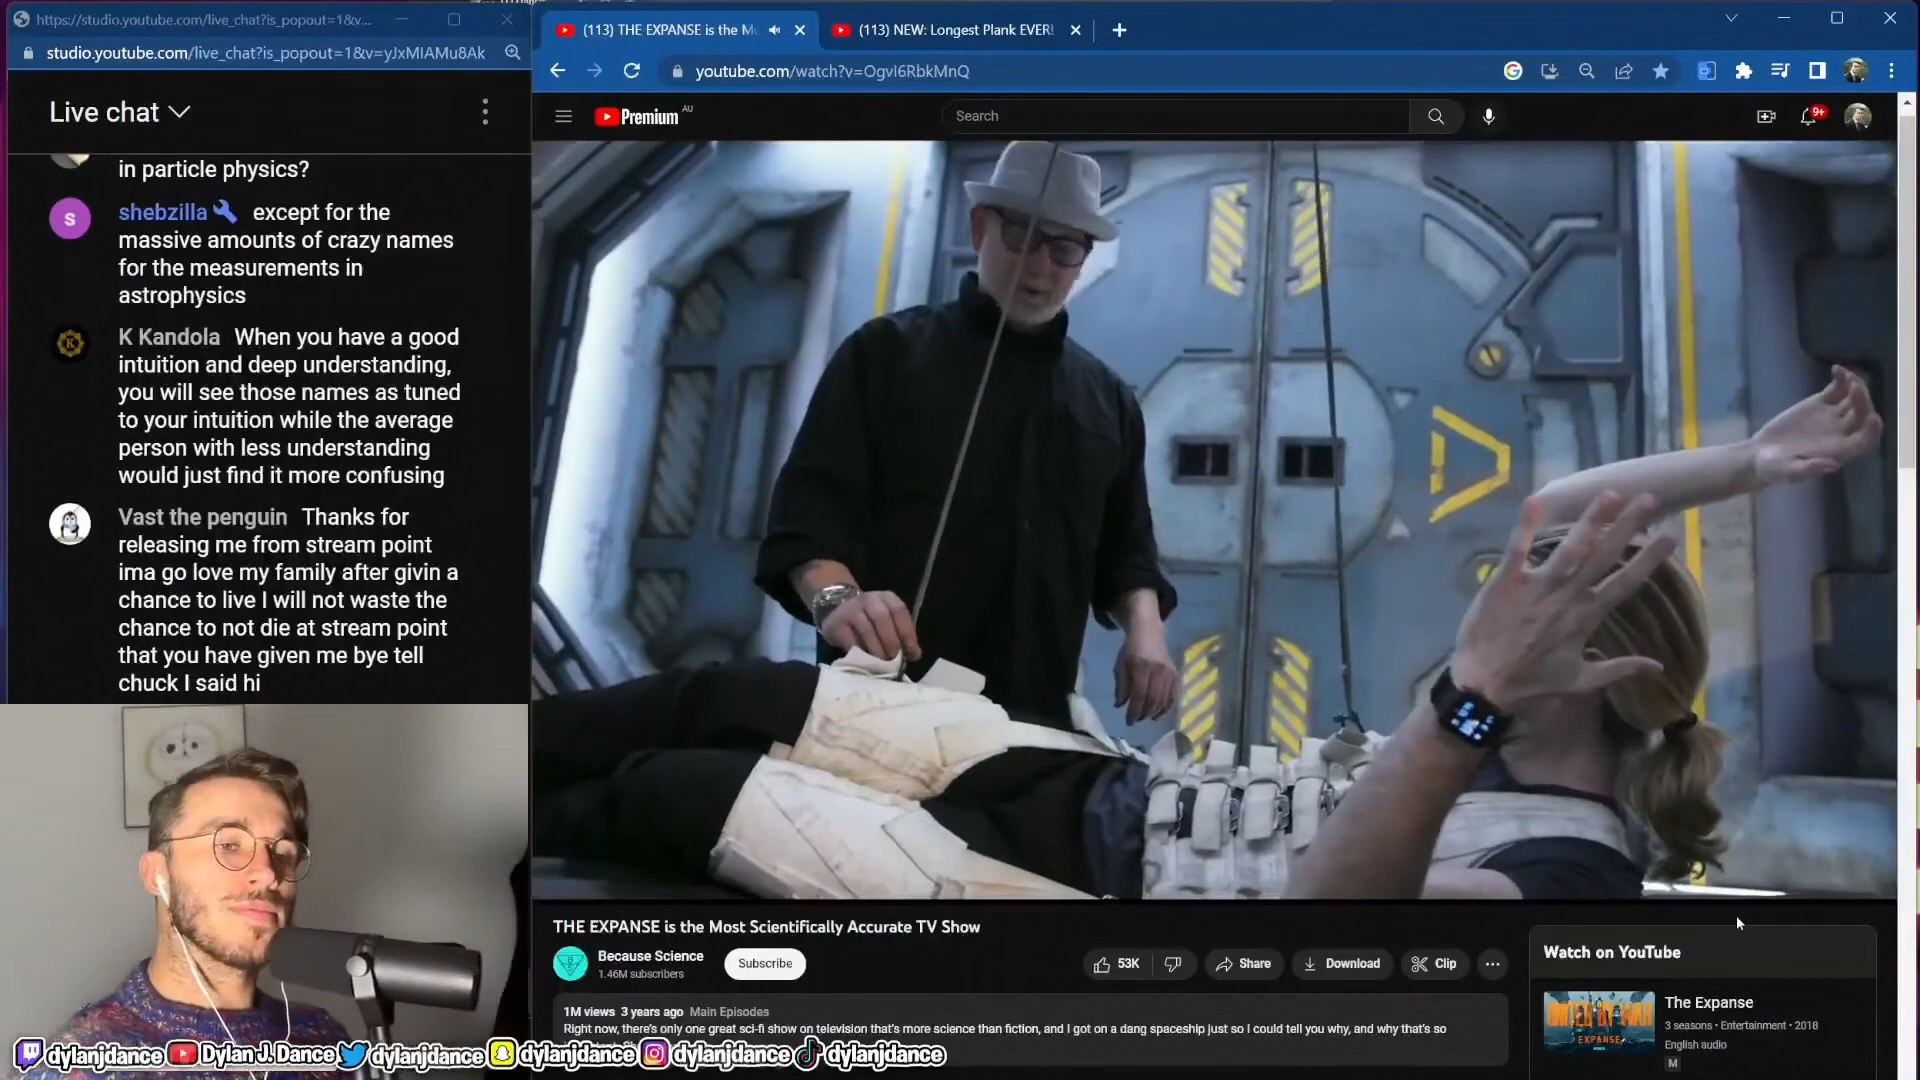 https://studio.youtube.com/live_chat?is_popout=1&v...
studio.youtube.com/live_chat?is_popout=1&v=yJxMIAMu8Ak
Live chat
in particle physics?
S
shebzilla except for the
massive amounts of crazy names
for the measurements in
astrophysics
K
K Kandola When you have a good
intuition and deep understanding,
you will see those names as tuned
to your intuition while the average
person with less understanding
would just find it more confusing
Vast the penguin Thanks for
releasing me from stream point
ima go love my family after givin a
chance to live I will not waste the
chance to not die at stream point
that you have given me bye tell
chuck I said hi
(113) THE EXPANSE is the Mo
(113) NEW: Longest Plank EVER!
youtube.com/watch?v=OgvI6RbkMnQ
Premium AU
Search
9+
THE EXPANSE is the Most Scientifically Accurate TV Show
Because Science
1.46M subscribers
Subscribe
53K
Share
Download
Clip
1M views 3 years ago Main Episodes
Right now, there's only one great sci-fi show on television that's more science than fiction, and I got on a dang spaceship just so I could tell you why, and why that's so
Watch on YouTube
The Expanse
3 seasons • Entertainment • 2018
English audio
M
EXPANSE
dylanjdance Dylan J. Dance dylanjdance dylanjdance dylanjdance dylanjdance